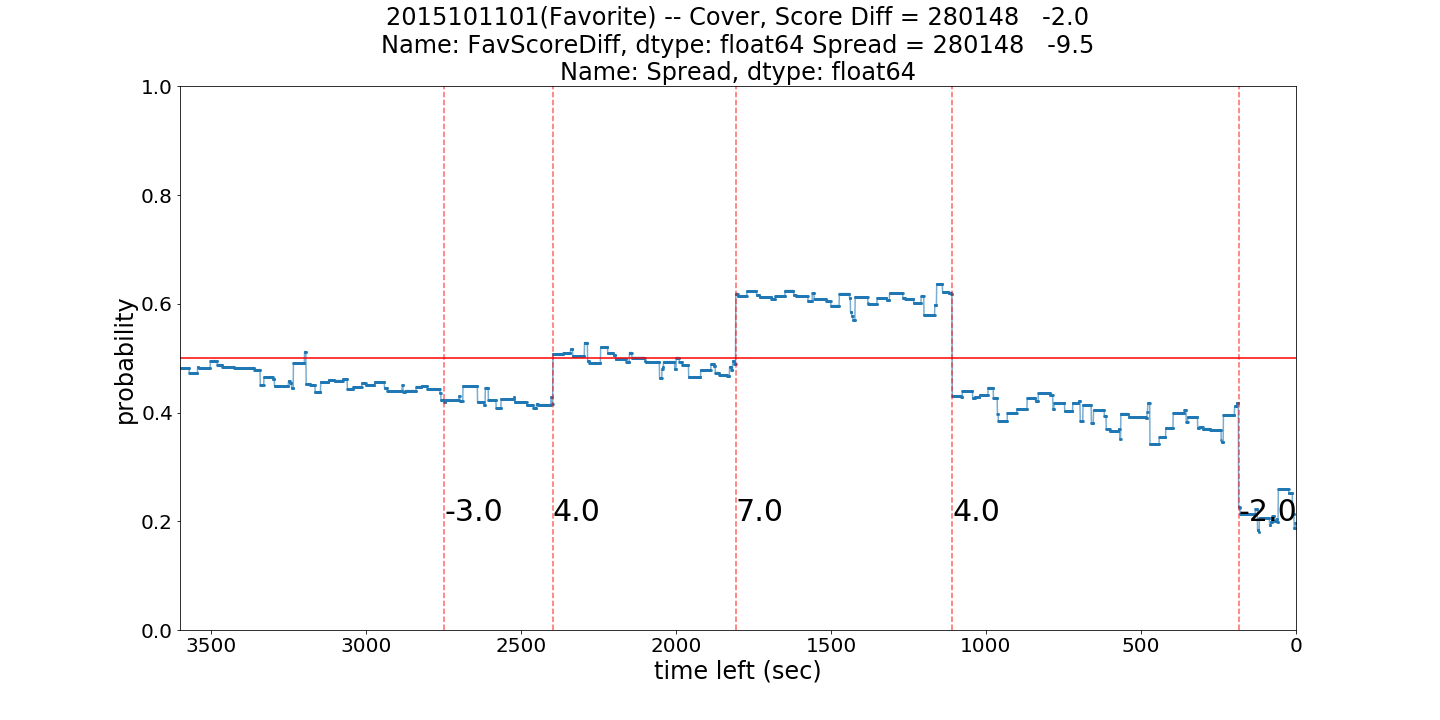 2015101101(Favorite) -- Cover, Score Diff = 280148   -2.0
Name: FavScoreDiff, dtype: float64 Spread = 280148   -9.5
Name: Spread, dtype: float64
1.0
0.8
0.6
0.4
0.2
0.0
probability
-3.0
4.0
7.0
4.0
-2.0
3500 3000 2500 2000 1500 1000 500 0
time left (sec)